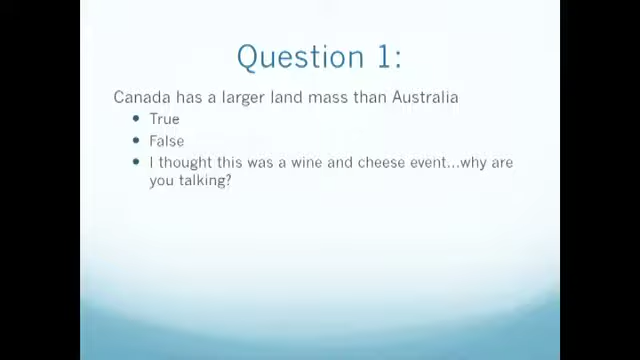 Question 1:
Canada has a larger land mass than Australia
• True
• False
• I thought this was a wine and cheese event...why are
you talking?